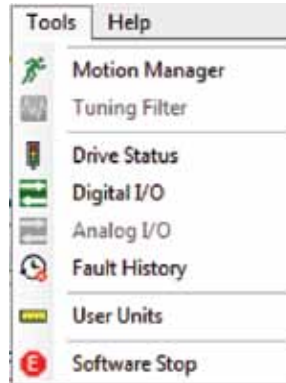 Tools Help
Motion Manager
Tuning Filter
Drive Status
Digital I/O
Analog I/O
Fault History
User Units
E Software Stop